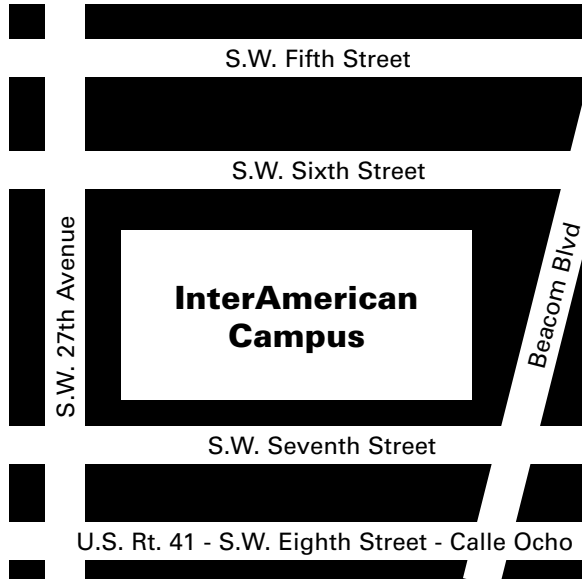 S.W. Fifth Street
S.W. Sixth Street
S.W. 27th Avenue
InterAmerican
Campus
Beacom Blvd
S.W. Seventh Street
U.S. Rt. 41 - S.W. Eighth Street - Calle Ocho